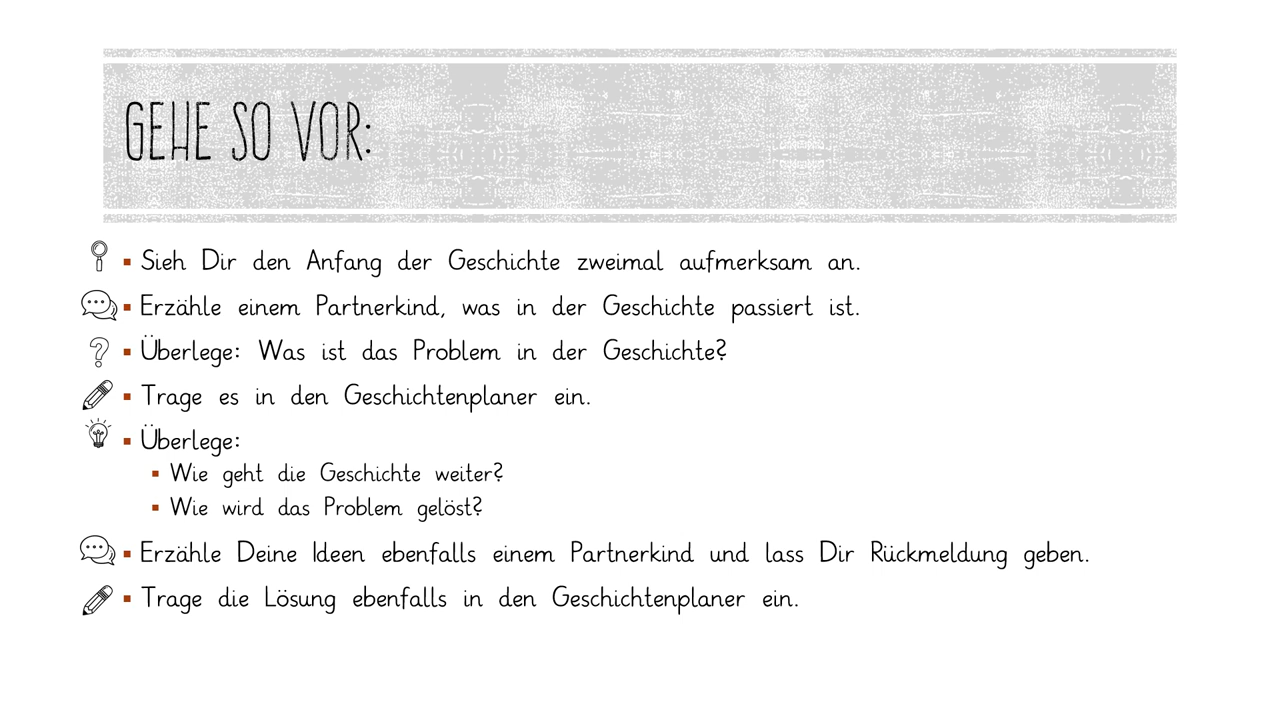 GEHE SO VOR:
Sieh Dir den Anfang der Geschichte zweimal aufmerksam an.
Erzähle einem Partnerkind, was in der Geschichte passiert ist.
Überlege: Was ist das Problem in der Geschichte?
Trage es in den Geschichtenplaner ein.
Überlege:
Wie geht die Geschichte weiter?
Wie wird das Problem gelöst?
Erzähle Deine Ideen ebenfalls einem Partnerkind und lass Dir Rückmeldung geben.
Trage die Lösung ebenfalls in den Geschichtenplaner ein.